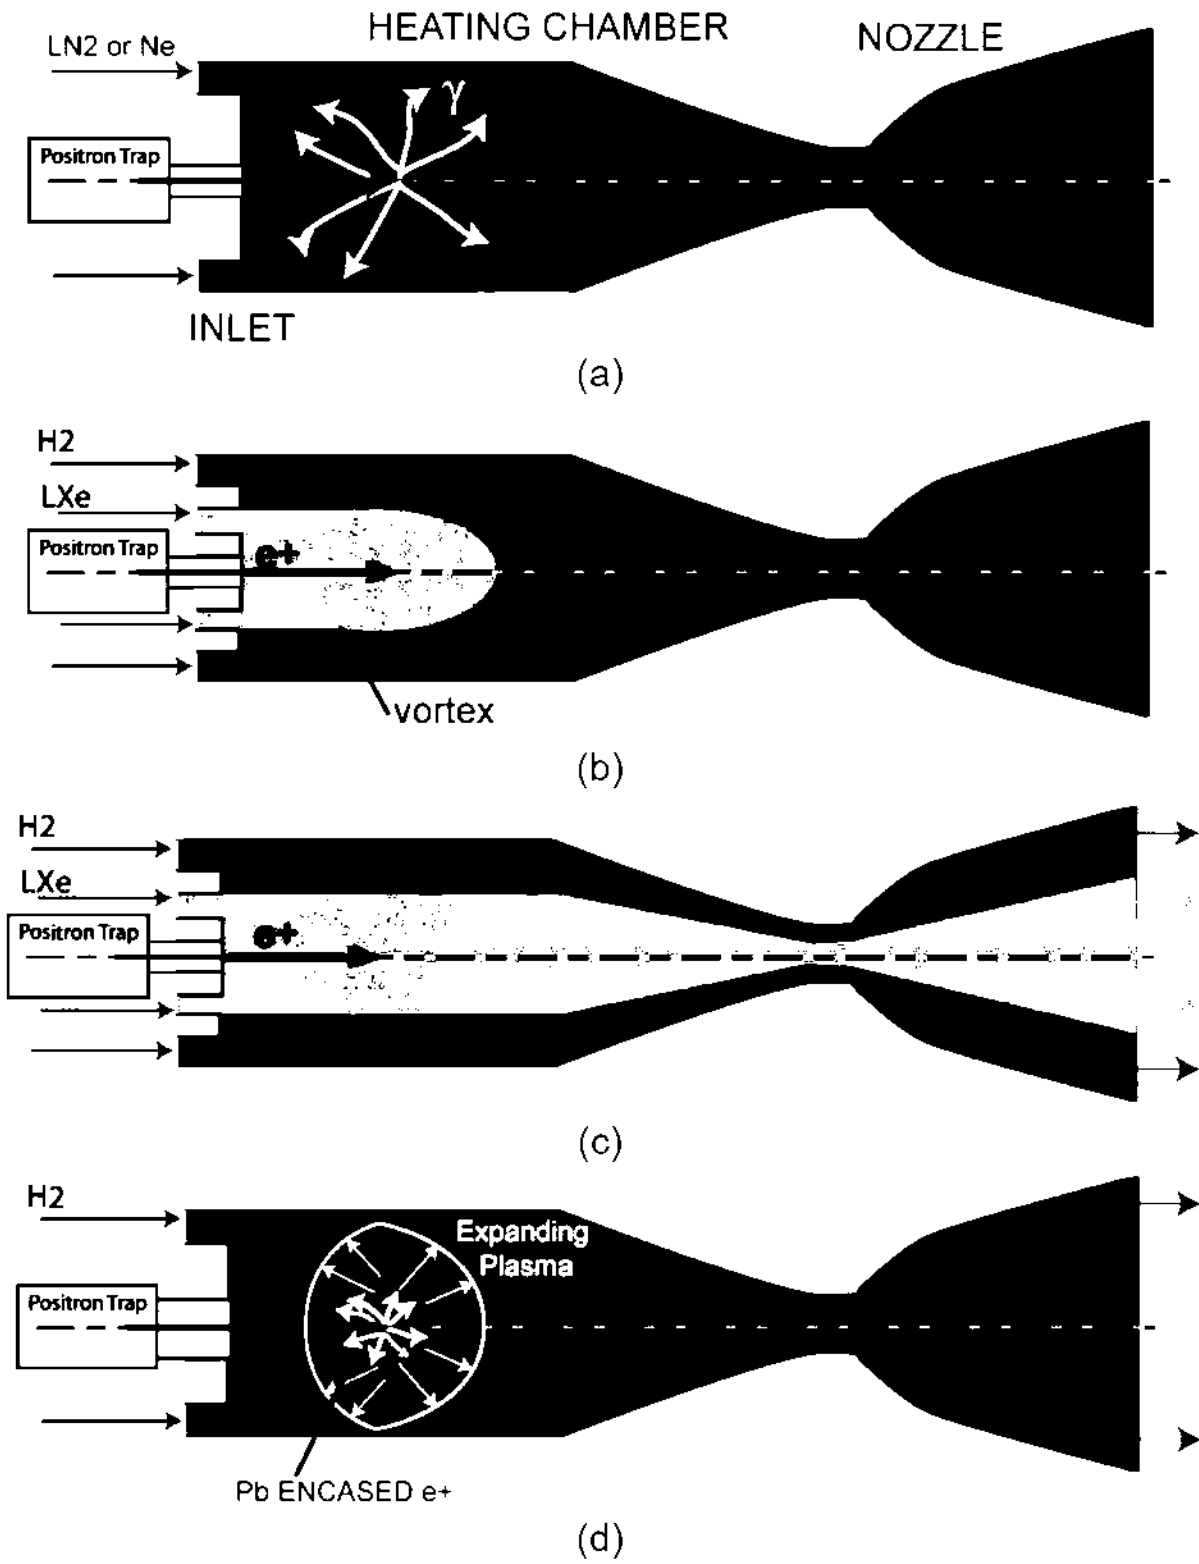 HEATING CHAMBER
NOZZLE
LN2 or Ne
γ
Positron Trap
INLET
(a)
H2
LXe
Positron Trap
e+
vortex
(b)
H2
LXe
Positron Trap
e+
(c)
H2
Expanding
Plasma
Positron Trap
Pb ENCASED e+
(d)